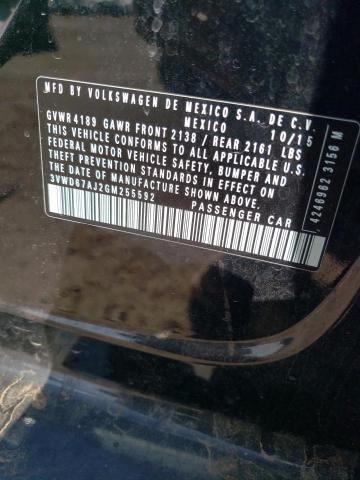 MFD BY VOLKSWAGEN DE MEXICO S.A. DE C.V.
MEXICO 10/15
GVWR 4189 GAWR FRONT 2138 / REAR 2161 LBS
THIS VEHICLE CONFORMS TO ALL APPLICABLE U.S.
FEDERAL MOTOR VEHICLE SAFETY, BUMPER AND
THEFT PREVENTION STANDARDS IN EFFECT ON
THE DATE OF MANUFACTURE SHOWN ABOVE.
3VWD67AJ2GM255592 PASSENGER CAR
4246962 3156 M